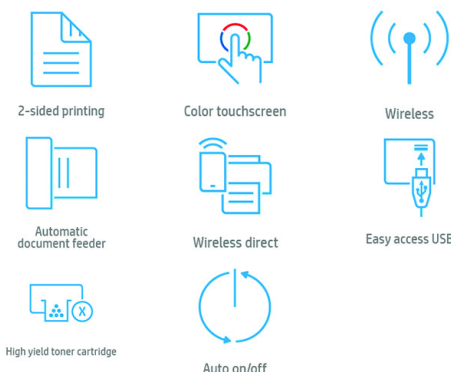 2-sided printing
Color touchscreen
Wireless
Automatic
document feeder
Wireless direct
Easy access USB
X
High yield toner cartridge
Auto on/off